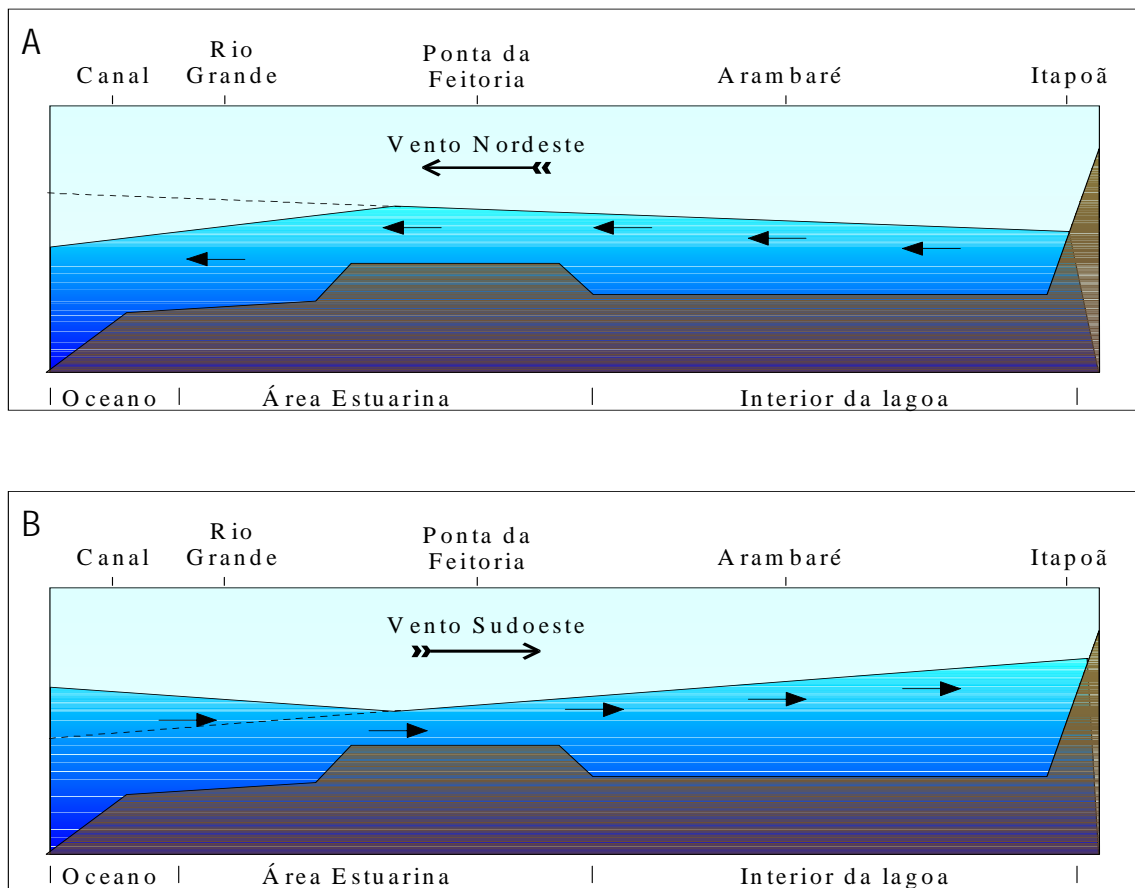 A
Canal
Rio
Grande
Ponta da
Feitoria
Arambaré
Itapoã
Vento Nordeste
Oceano
Área Estuarina
Interior da lagoa
B
Canal
Rio
Grande
Ponta da
Feitoria
Arambaré
Itapoã
Vento Sudoeste
Oceano
Área Estuarina
Interior da lagoa